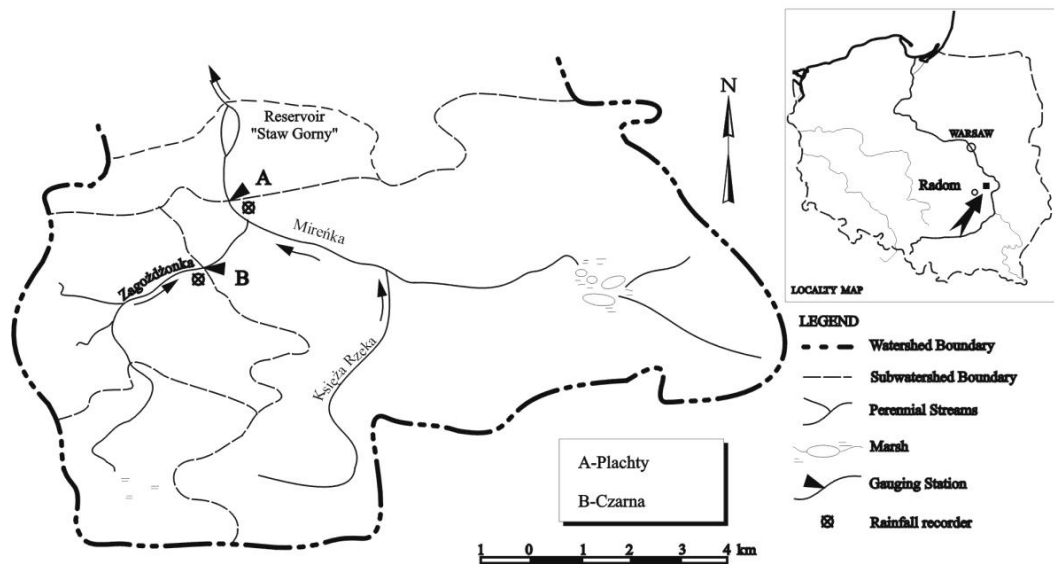 Reservoir
"Staw Gorny"
N
A
Mireńka
Zagożdżonka
B
Księża Rzeka
A-Plachty
B-Czarna
1 0 1 2 3 4 km
WARSAW
Radom
LOCALTY MAP
LEGEND
Watershed Boundary
Subwatershed Boundary
Perennial Streams
Marsh
Gauging Station
Rainfall recorder